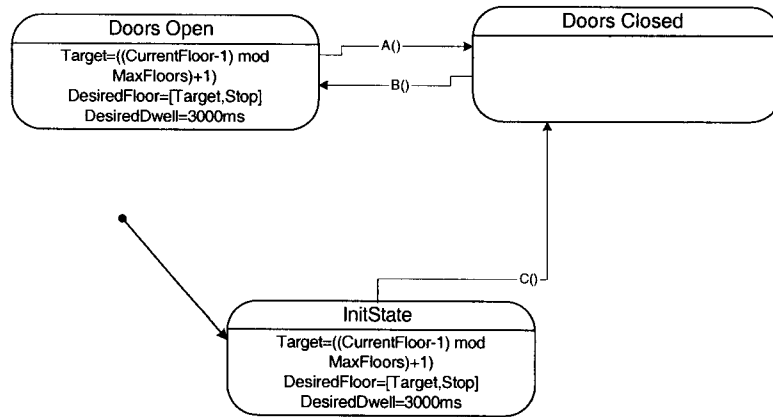 Doors Open
Target=((CurrentFloor-1) mod
MaxFloors)+1)
DesiredFloor=[Target,Stop]
DesiredDwell=3000ms
A()
B()
Doors Closed
C()
InitState
Target=((CurrentFloor-1) mod
MaxFloors)+1)
DesiredFloor=[Target,Stop]
DesiredDwell=3000ms